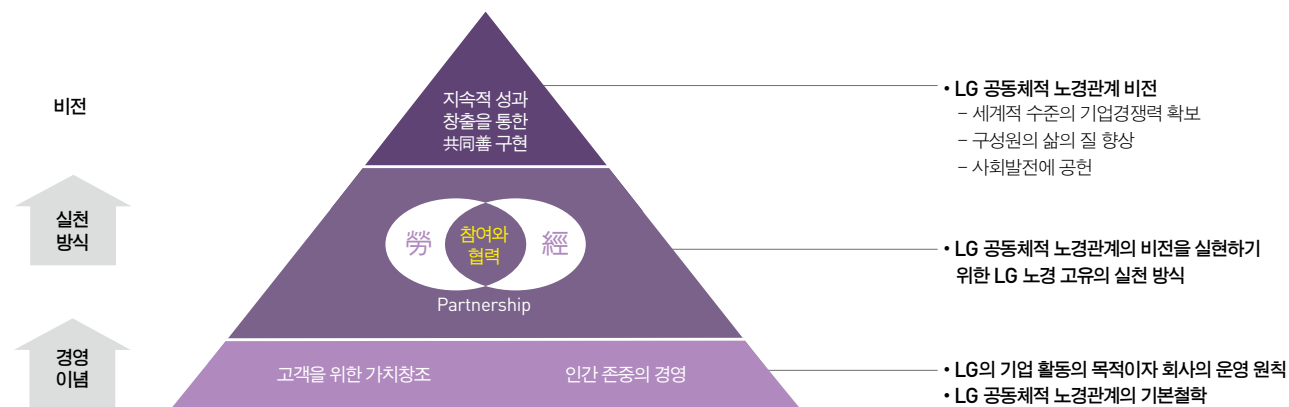 비전
지속적 성과
창출을 통한
共同善 구현
• LG 공동체적 노경관계 비전
– 세계적 수준의 기업경쟁력 확보
– 구성원의 삶의 질 향상
– 사회발전에 공헌
실천
방식
勞
참여와
협력
經
Partnership
• LG 공동체적 노경관계의 비전을 실현하기
위한 LG 노경 고유의 실천 방식
경영
이념
고객을 위한 가치창조
인간 존중의 경영
• LG의 기업 활동의 목적이자 회사의 운영 원칙
• LG 공동체적 노경관계의 기본철학